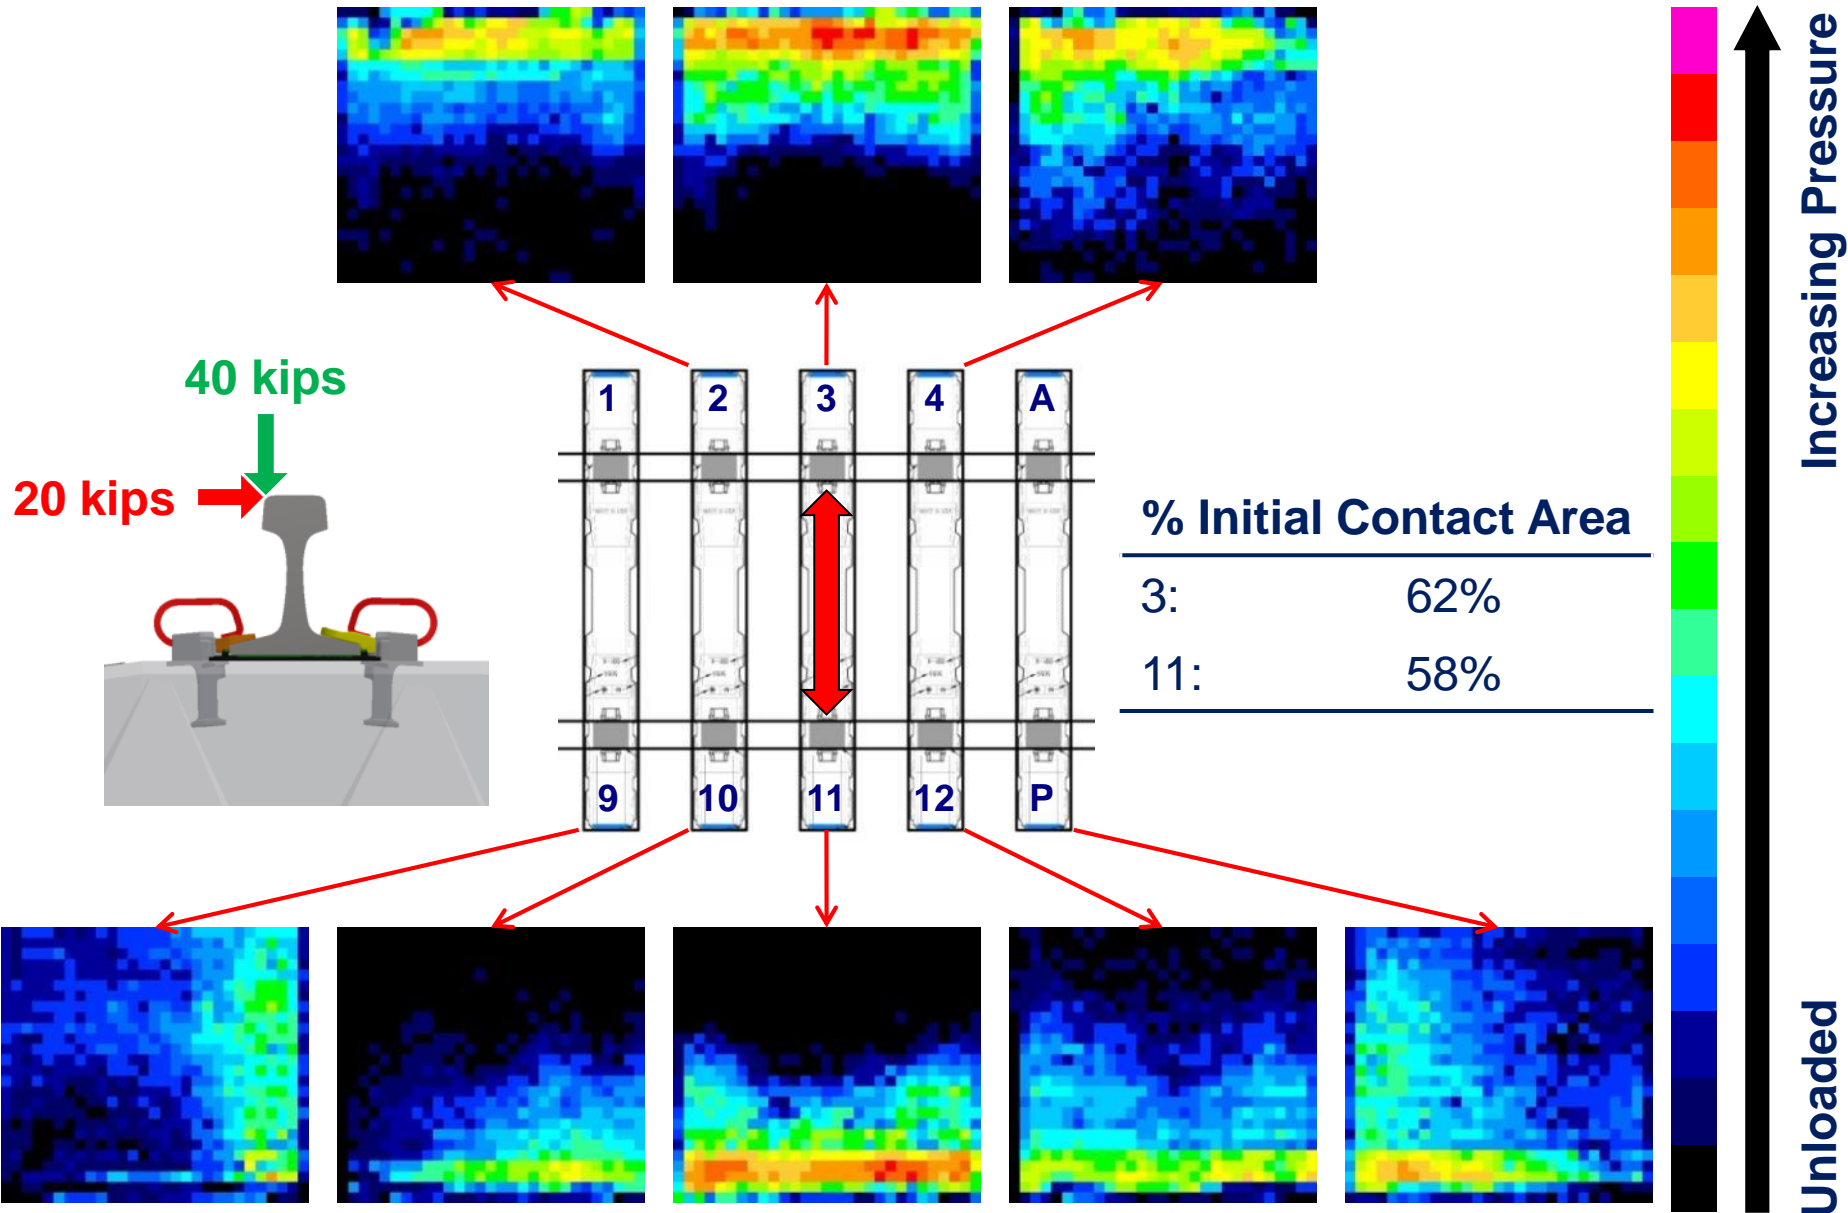 40 kips
20 kips
1 2 3 4 A
9 10 11 12 P
% Initial Contact Area
3: 62%
11: 58%
Increasing Pressure
Unloaded